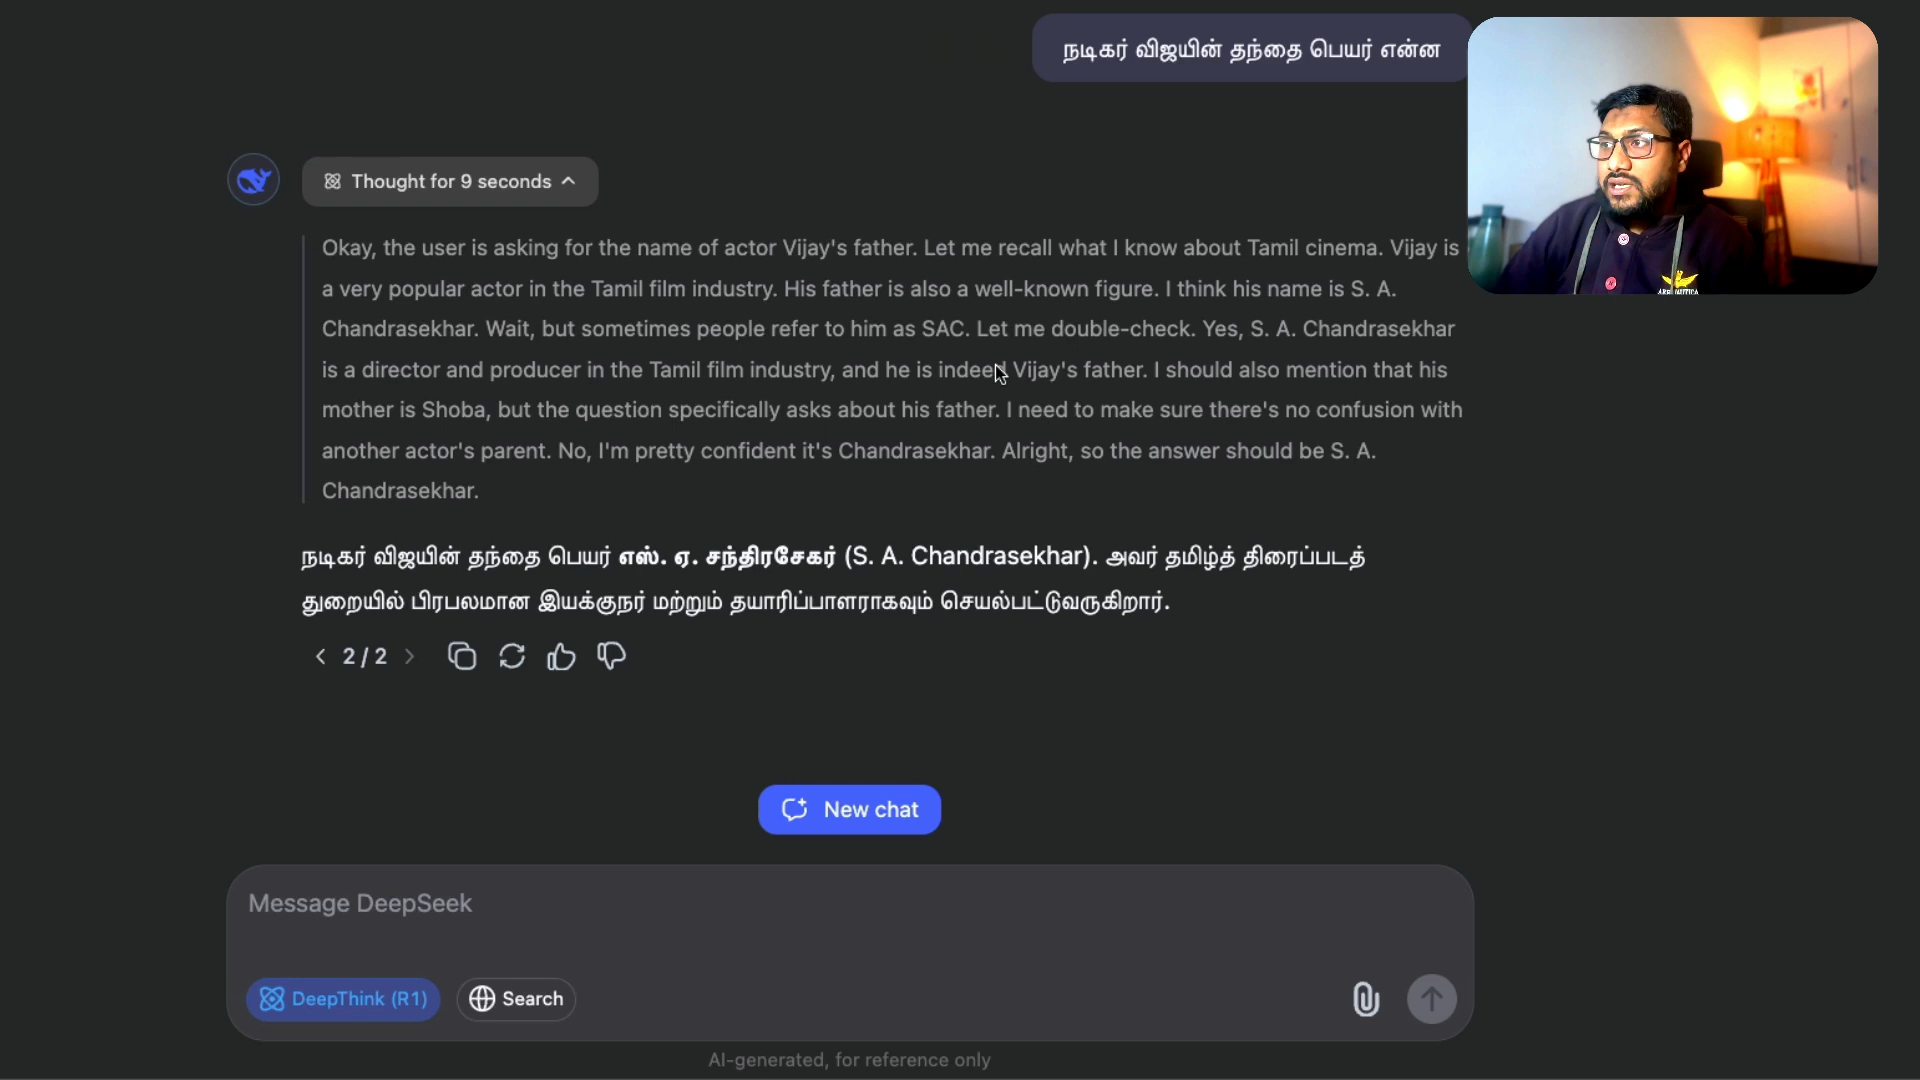 நடிகர் விஜயின் தந்தை பெயர் என்ன
Thought for 9 seconds
Okay, the user is asking for the name of actor Vijay's father. Let me recall what I know about Tamil cinema. Vijay is
a very popular actor in the Tamil film industry. His father is also a well-known figure. I think his name is S. A.
Chandrasekhar. Wait, but sometimes people refer to him as SAC. Let me double-check. Yes, S. A. Chandrasekhar
is a director and producer in the Tamil film industry, and he is indeed Vijay's father. I should also mention that his
mother is Shoba, but the question specifically asks about his father. I need to make sure there's no confusion with
another actor's parent. No, I'm pretty confident it's Chandrasekhar. Alright, so the answer should be S. A.
Chandrasekhar.
நடிகர் விஜயின் தந்தை பெயர் எஸ். ஏ. சந்திரசேகர் (S. A. Chandrasekhar). அவர் தமிழ்த் திரைப்படத்
துறையில் பிரபலமான இயக்குநர் மற்றும் தயாரிப்பாளராகவும் செயல்பட்டுவருகிறார்.
2 / 2
New chat
Message DeepSeek
DeepThink (R1)
Search
AI-generated, for reference only